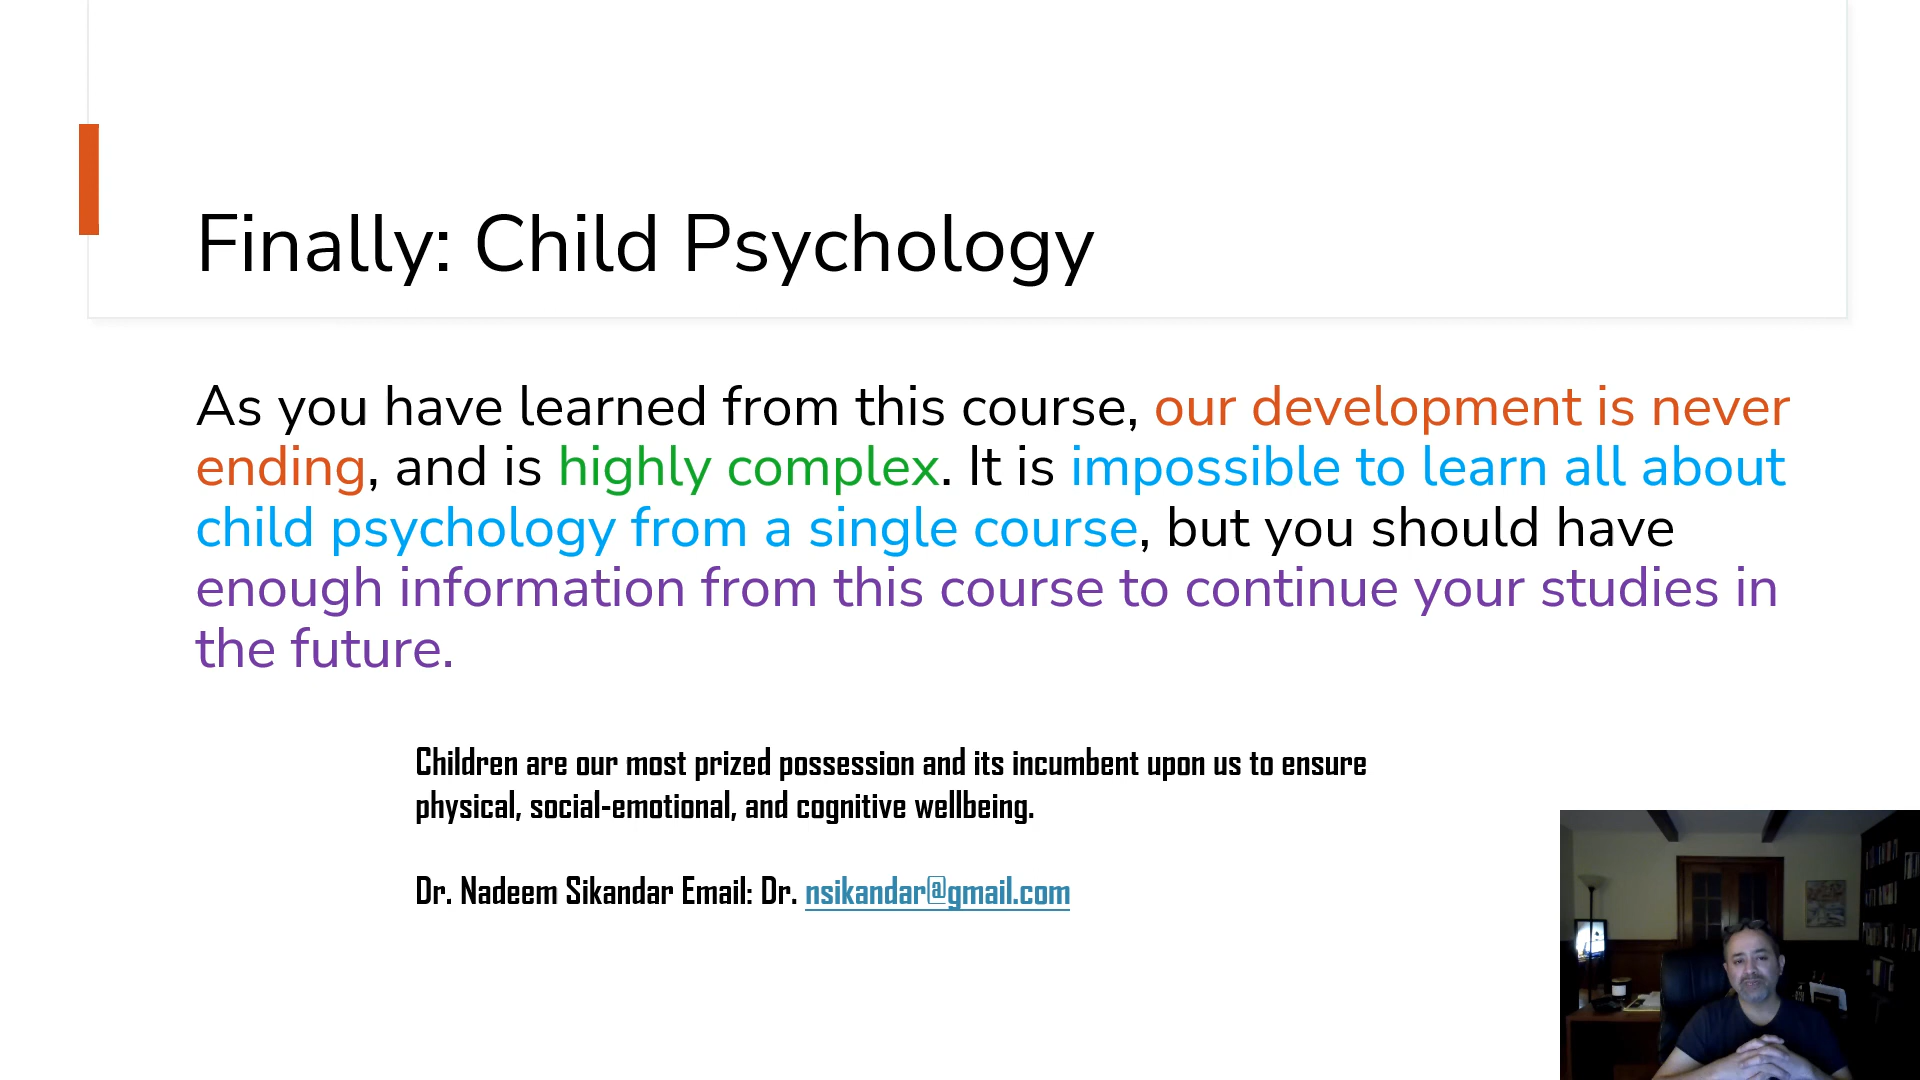 Finally: Child Psychology
As you have learned from this course, our development is never
ending, and is highly complex. It is impossible to learn all about
child psychology from a single course, but you should have
enough information from this course to continue your studies in
the future.
Children are our most prized possession and its incumbent upon us to ensure
physical, social-emotional, and cognitive wellbeing.
Dr. Nadeem Sikandar Email: Dr. nsikandar@gmail.com